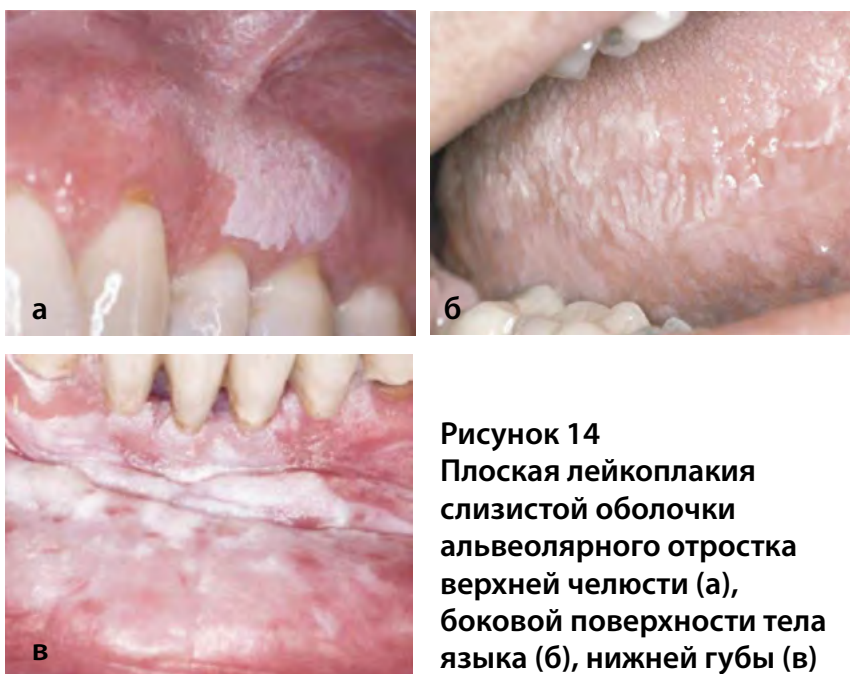 а
б
в
Рисунок 14
Плоская лейкоплакия
слизистой оболочки
альвеолярного отростка
верхней челюсти (а),
боковой поверхности тела
языка (б), нижней губы (в)